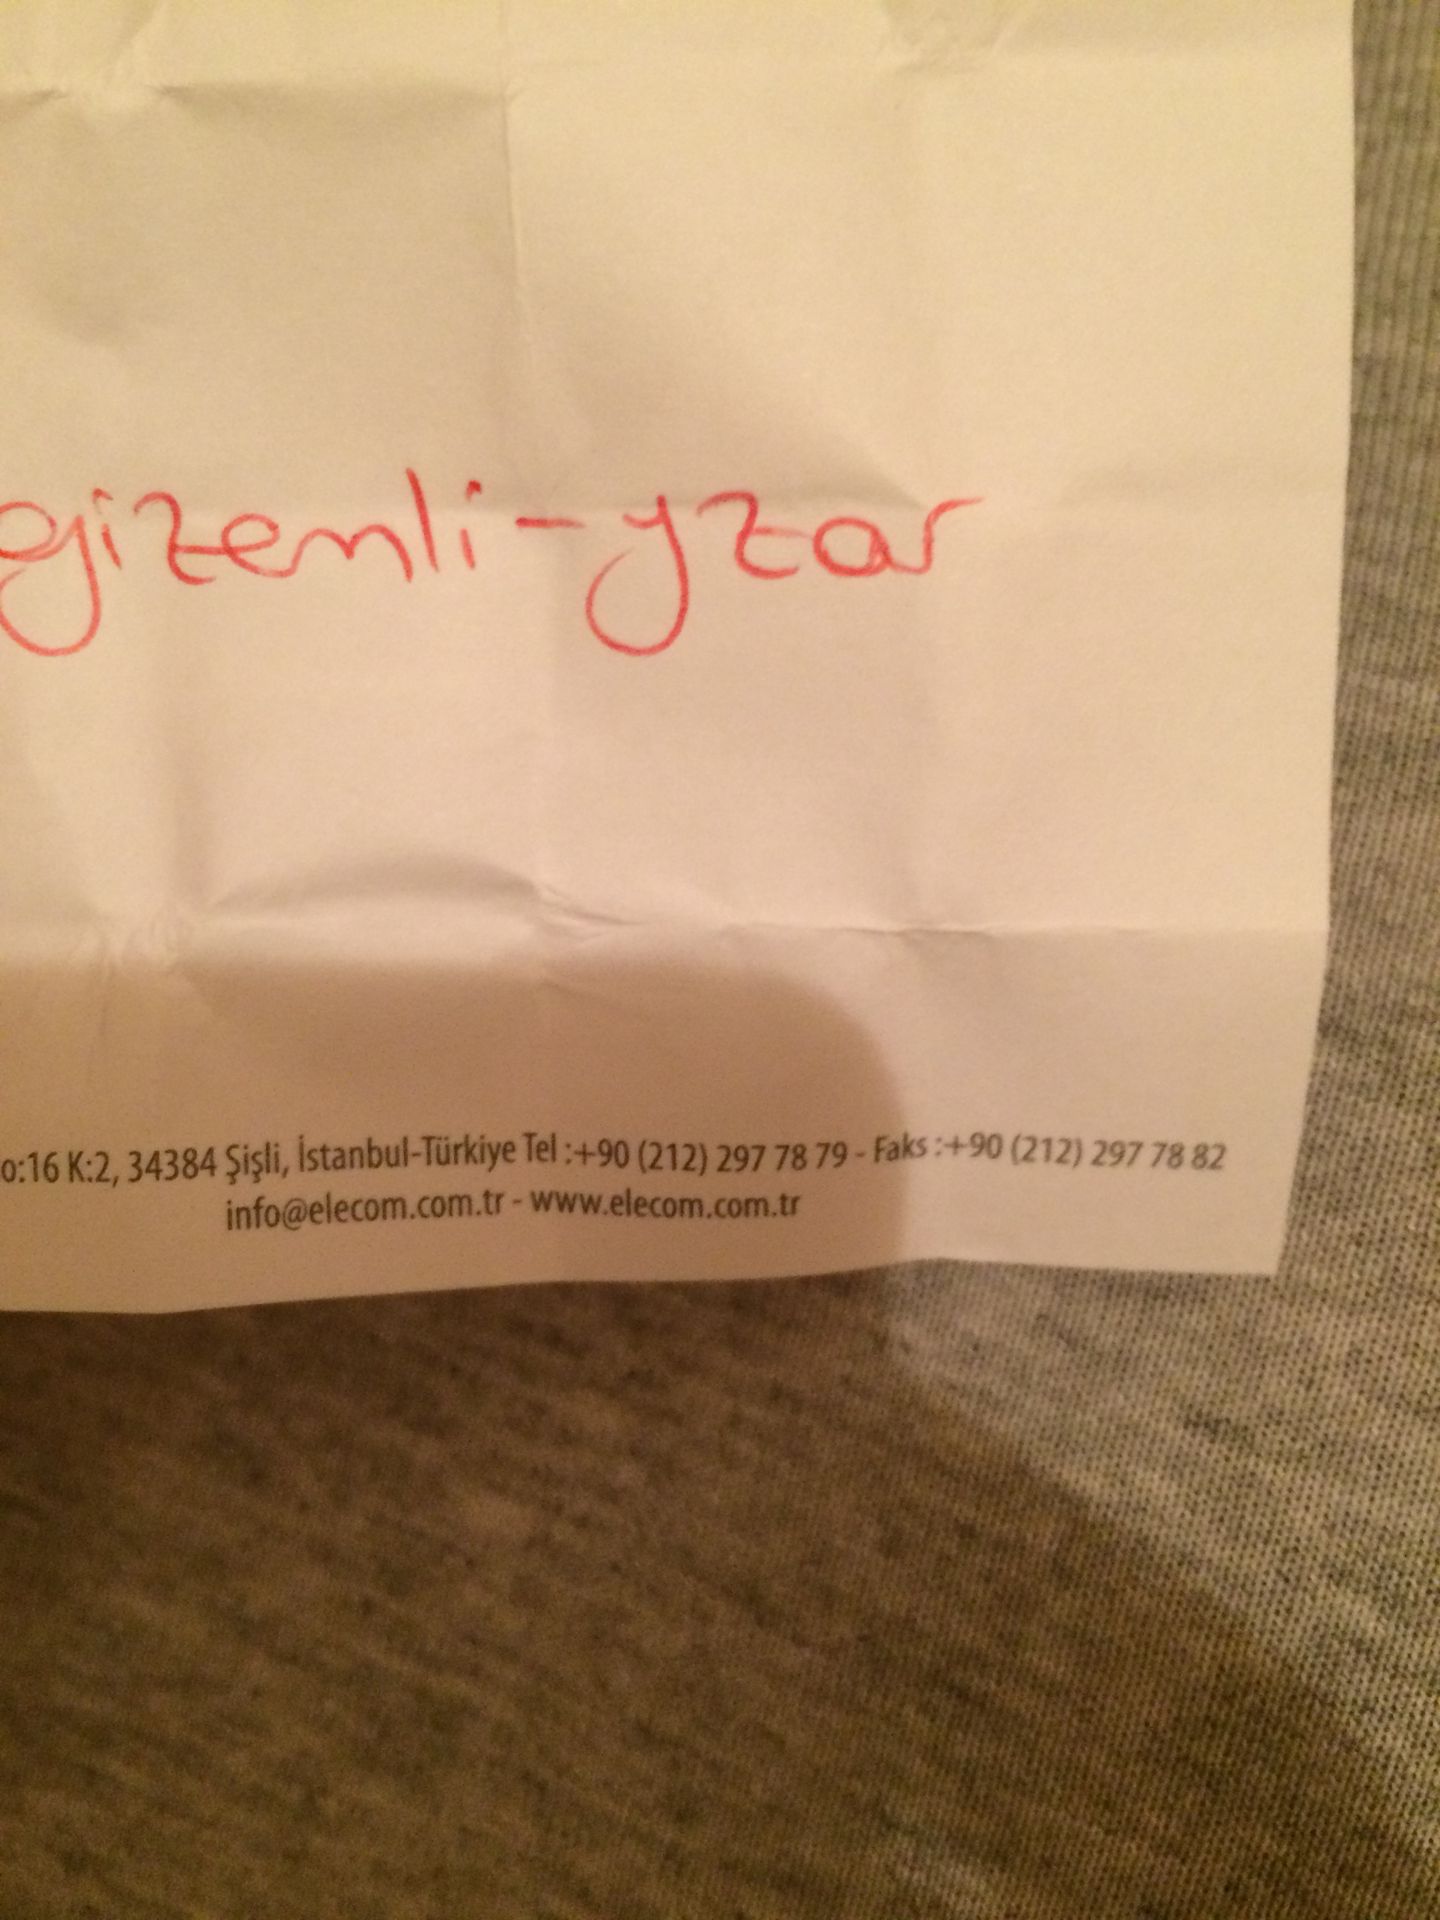 gizenli-yzar
o:16 K:2, 34384 Şişli, İstanbul-Türkiye Tel :+90 (212) 297 78 79 - Faks :+90 (212) 297 78 82
info@elecom.com.tr - www.elecom.com.tr